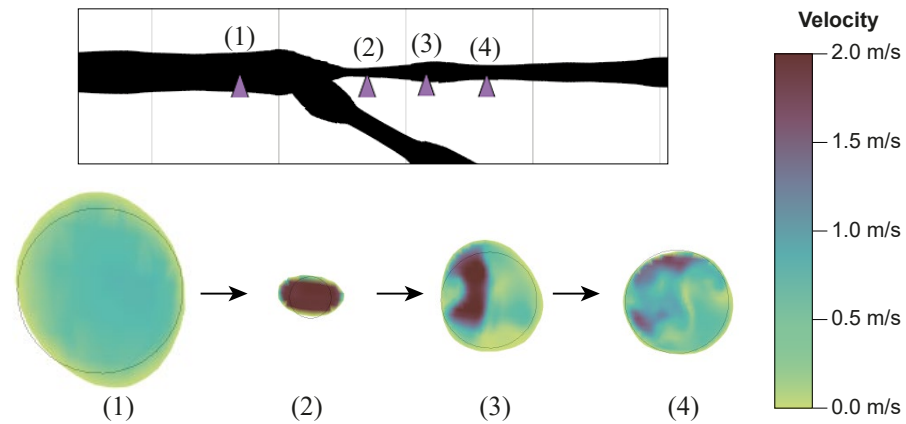 Velocity
(1)
(2)
(3)
(4)
2.0 m/s
1.5 m/s
1.0 m/s
0.5 m/s
0.0 m/s
(1)
(2)
(3)
(4)